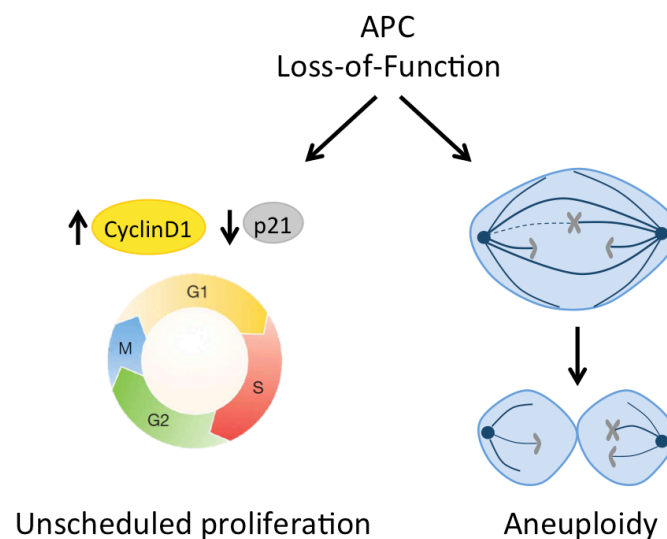 APC
Loss-of-Function
CyclinD1
p21
G1
M
S
G2
Unscheduled proliferation
Aneuploidy